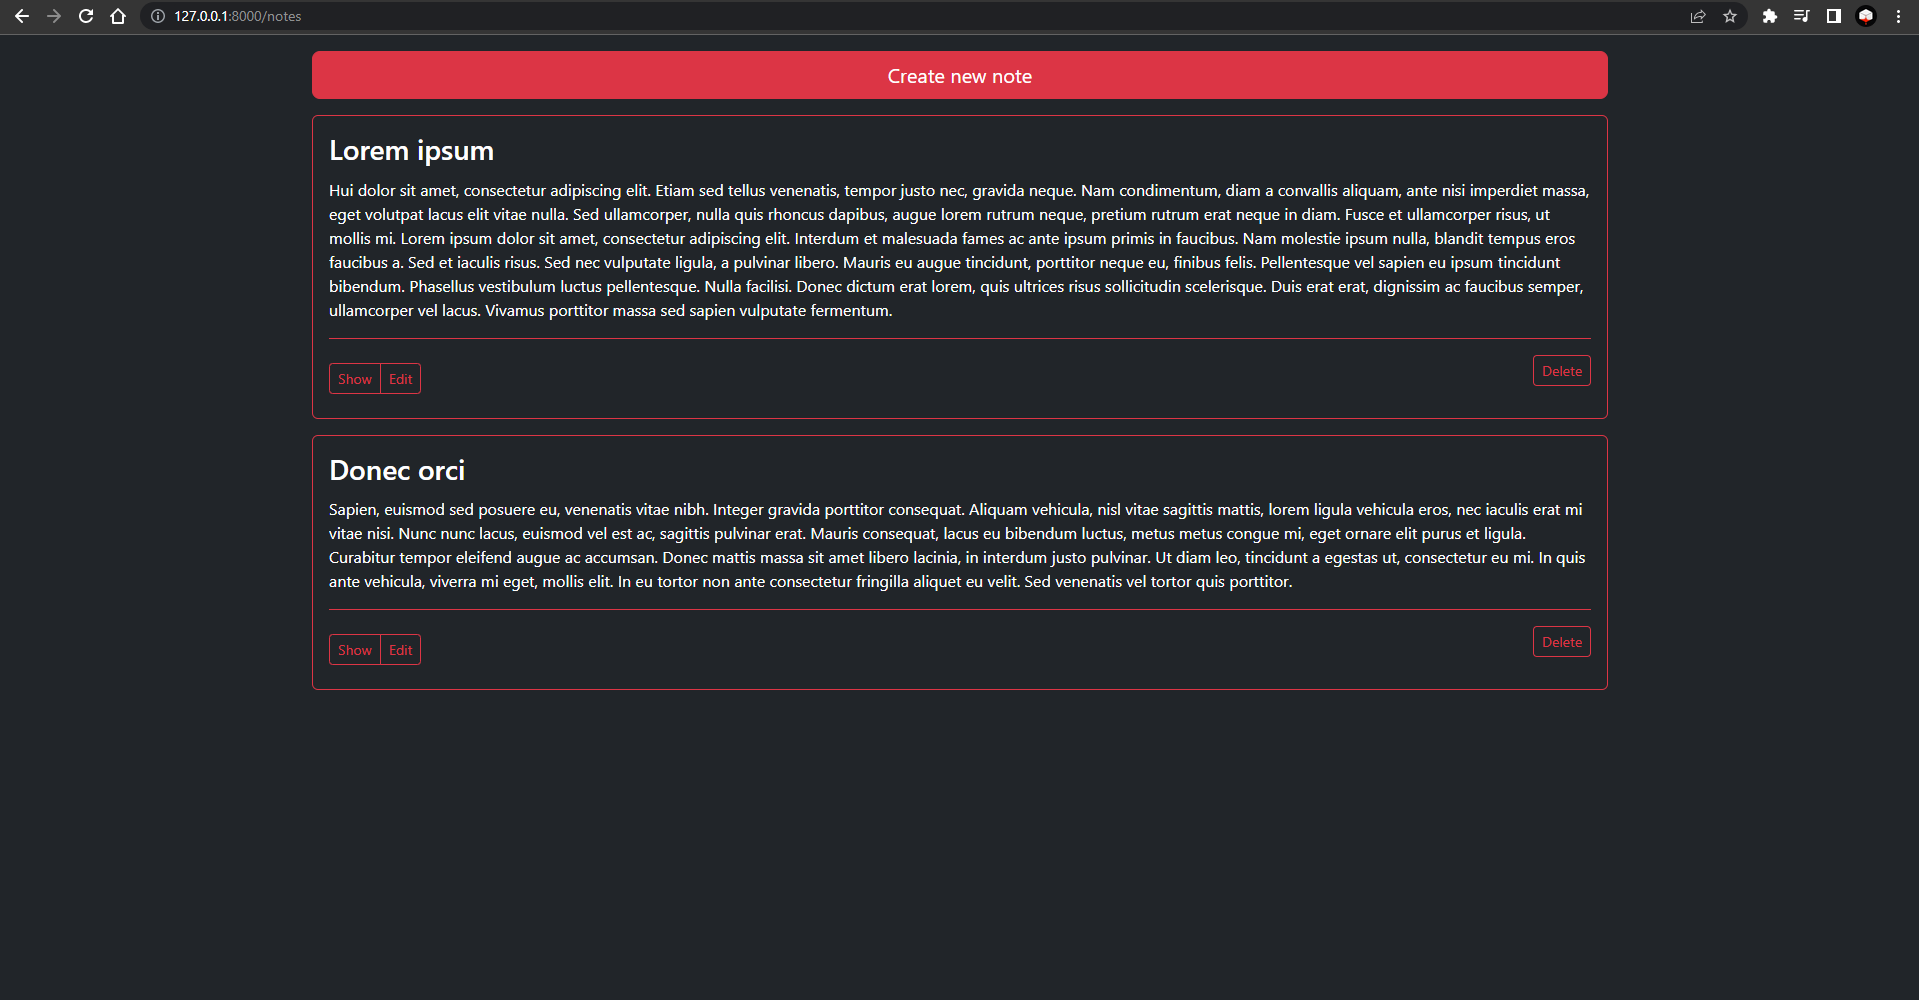 127.0.0.1:8000/notes
Create new note
Lorem ipsum
Hui dolor sit amet, consectetur adipiscing elit. Etiam sed tellus venenatis, tempor justo nec, gravida neque. Nam condimentum, diam a convallis aliquam, ante nisi imperdiet massa,
eget volutpat lacus elit vitae nulla. Sed ullamcorper, nulla quis rhoncus dapibus, augue lorem rutrum neque, pretium rutrum erat neque in diam. Fusce et ullamcorper risus, ut
mollis mi. Lorem ipsum dolor sit amet, consectetur adipiscing elit. Interdum et malesuada fames ac ante ipsum primis in faucibus. Nam molestie ipsum nulla, blandit tempus eros
faucibus a. Sed et iaculis risus. Sed nec vulputate ligula, a pulvinar libero. Mauris eu augue tincidunt, porttitor neque eu, finibus felis. Pellentesque vel sapien eu ipsum tincidunt
bibendum. Phasellus vestibulum luctus pellentesque. Nulla facilisi. Donec dictum erat lorem, quis ultrices risus sollicitudin scelerisque. Duis erat erat, dignissim ac faucibus semper,
ullamcorper vel lacus. Vivamus porttitor massa sed sapien vulputate fermentum.
Show Edit Delete
Donec orci
Sapien, euismod sed posuere eu, venenatis vitae nibh. Integer gravida porttitor consequat. Aliquam vehicula, nisl vitae sagittis mattis, lorem ligula vehicula eros, nec iaculis erat mi
vitae nisi. Nunc nunc lacus, euismod vel est ac, sagittis pulvinar erat. Mauris consequat, lacus eu bibendum luctus, metus metus congue mi, eget ornare elit purus et ligula.
Curabitur tempor eleifend augue ac accumsan. Donec mattis massa sit amet libero lacinia, in interdum justo pulvinar. Ut diam leo, tincidunt a egestas ut, consectetur eu mi. In quis
ante vehicula, viverra mi eget, mollis elit. In eu tortor non ante consectetur fringilla aliquet eu velit. Sed venenatis vel tortor quis porttitor.
Show Edit Delete